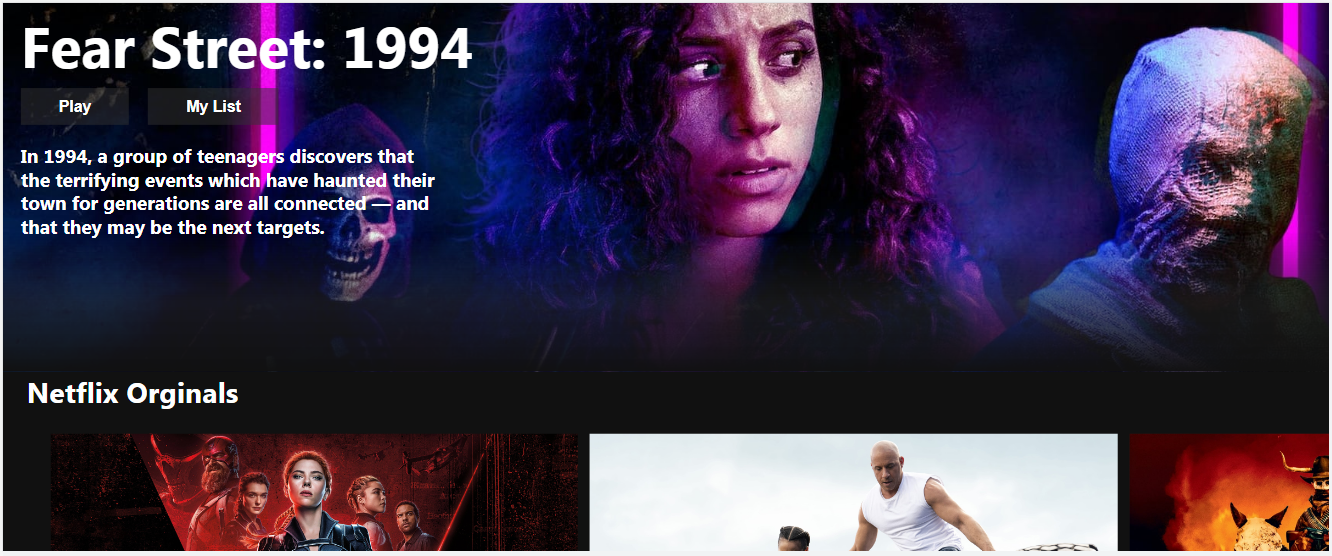 Fear Street: 1994
Play
My List
In 1994, a group of teenagers discovers that
the terrifying events which have haunted their
town for generations are all connected — and
that they may be the next targets.
Netflix Orginals